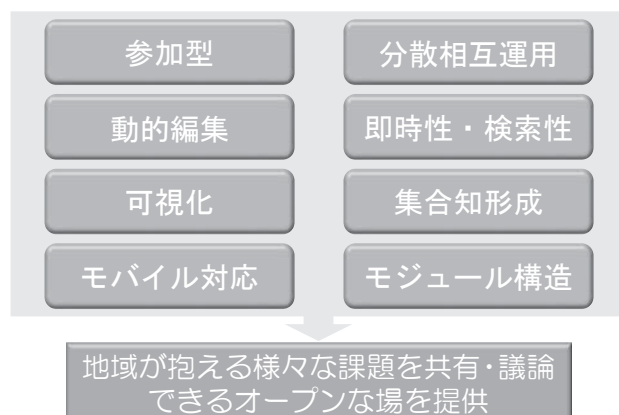 参加型
分散相互運用
動的編集
即時性・検索性
可視化
集合知形成
モバイル対応
モジュール構造
地域が抱える様々な課題を共有・議論
できるオープンな場を提供